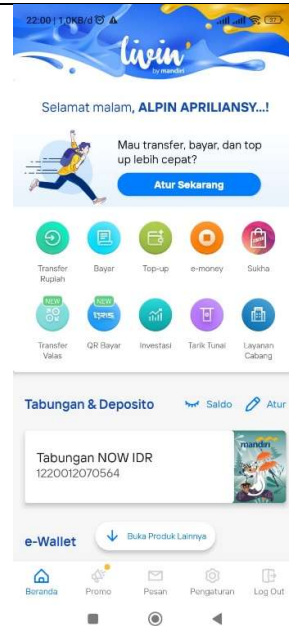 22:00 | 1,0KB/d
37
livin'
by mandiri
Selamat malam, ALPIN APRILIANSY...!
Mau transfer, bayar, dan top
up lebih cepat?
Atur Sekarang
Transfer Rupiah
Bayar
Top-up
e-money
Sukha
NEW
NEW
QRIS
Transfer Valas
QR Bayar
Investasi
Tarik Tunai
Layanan Cabang
Tabungan & Deposito
Saldo
Atur
Tabungan NOW IDR
1220012070564
mandiri
e-Wallet
Buka Produk Lainnya
Beranda
Promo
Pesan
Pengaturan
Log Out